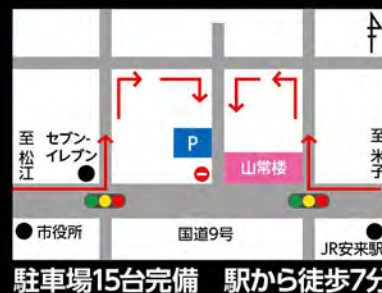 至 松江
セブン-
イレブン
P
山常楼
至 米子
市役所
国道9号
JR安来駅
駐車場15台完備 駅から徒歩7分